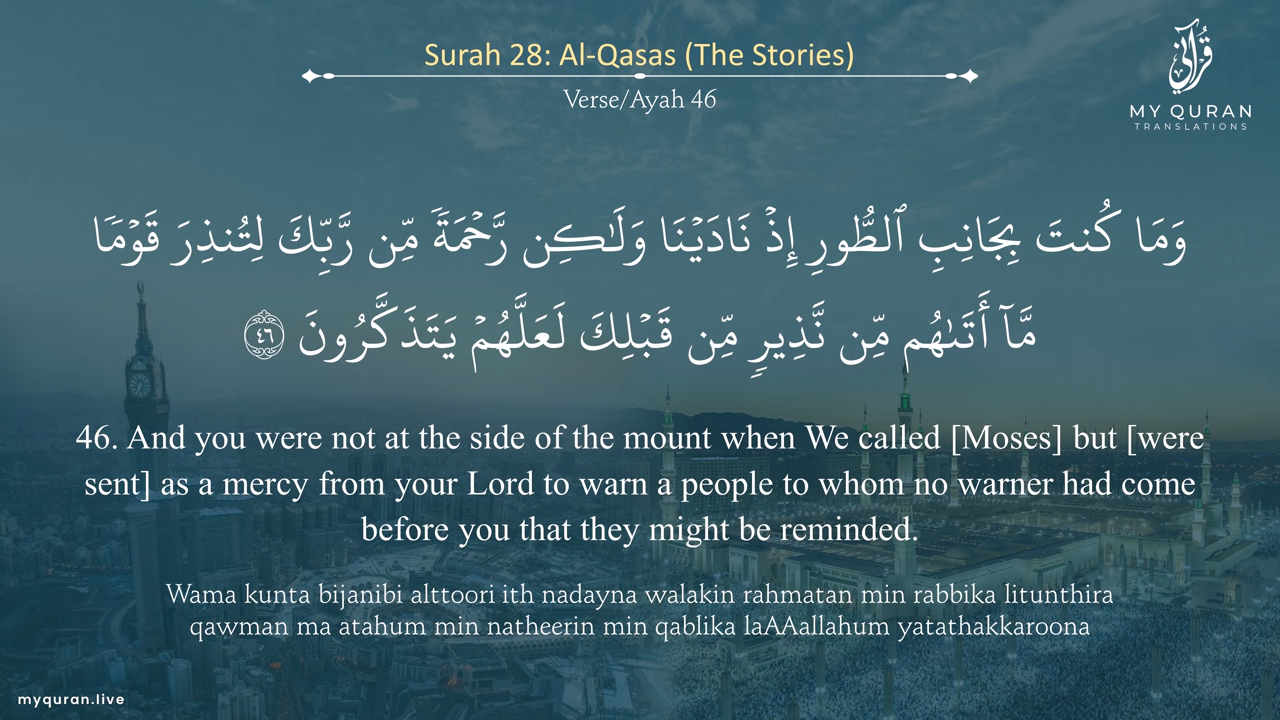 Surah 28: Al-Qasas (The Stories)
Verse/Ayah 46
قرآني
MY QURAN
TRANSLATIONS
وَمَا كُنتَ بِجَانِبِ ٱلطُّورِ إِذْ نَادَيْنَا وَلَـٰكِن رَّحْمَةً مِّن رَّبِّكَ لِتُنذِرَ قَوْمًا
مَّآ أَتَىٰهُم مِّن نَّذِيرٍ مِّن قَبْلِكَ لَعَلَّهُمْ يَتَذَكَّرُونَ ٤٦
46. And you were not at the side of the mount when We called [Moses] but [were
sent] as a mercy from your Lord to warn a people to whom no warner had come
before you that they might be reminded.
Wama kunta bijanibi alttoori ith nadayna walakin rahmatan min rabbika litunthira
qawman ma atahum min natheerin min qablika laAAallahum yatathakkaroona
myquran.live